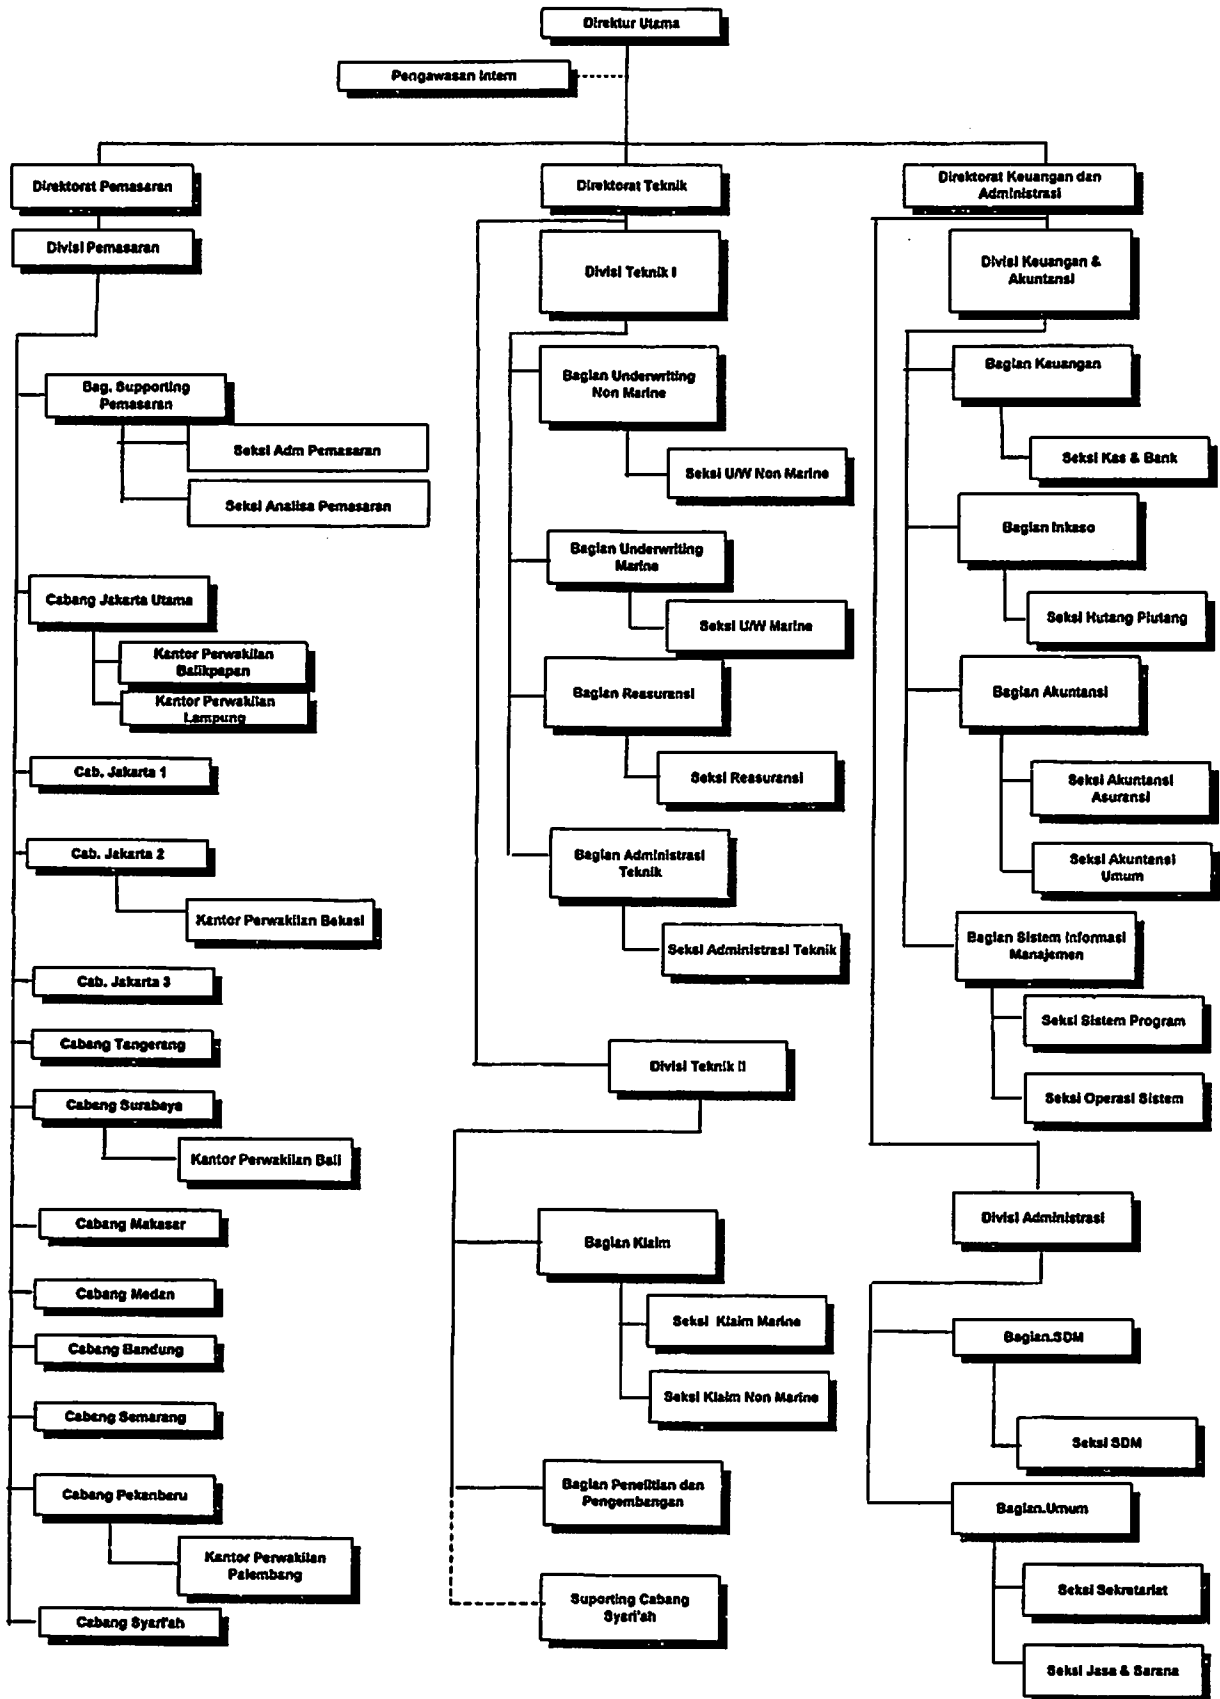 Direktur Utama
Pengawasan Intern
Direktorat Pemasaran
Divisi Pemasaran
Bag. Supporting
Pemasaran
Seksi Adm Pemasaran
Seksi Analisa Pemasaran
Cabang Jakarta Utama
Kantor Perwakilan
Balikpapan
Kantor Perwakilan
Lampung
Cab. Jakarta 1
Cab. Jakarta 2
Kantor Perwakilan Bekasi
Cab. Jakarta 3
Cabang Tangerang
Cabang Surabaya
Kantor Perwakilan Bali
Cabang Makasar
Cabang Medan
Cabang Bandung
Cabang Semarang
Cabang Pekanbaru
Kantor Perwakilan
Palembang
Cabang Syari'ah
Direktorat Teknik
Divisi Teknik I
Bagian Underwriting
Non Marine
Seksi U/W Non Marine
Bagian Underwriting
Marine
Seksi U/W Marine
Bagian Reasuransi
Seksi Reasuransi
Bagian Administrasi
Teknik
Seksi Administrasi Teknik
Divisi Teknik II
Bagian Klaim
Seksi Klaim Marine
Seksi Klaim Non Marine
Bagian Penelitian dan
Pengembangan
Suporting Cabang
Syari'ah
Direktorat Keuangan dan
Administrasi
Divisi Keuangan &
Akuntansi
Bagian Keuangan
Seksi Kas & Bank
Bagian Inkaso
Seksi Hutang Piutang
Bagian Akuntansi
Seksi Akuntansi
Asuransi
Seksi Akuntansi
Umum
Bagian Sistem Informasi
Manajemen
Seksi Sistem Program
Seksi Operasi Sistem
Divisi Administrasi
Bagian.SDM
Seksi SDM
Bagian.Umum
Seksi Sekretariat
Seksi Jasa & Sarana